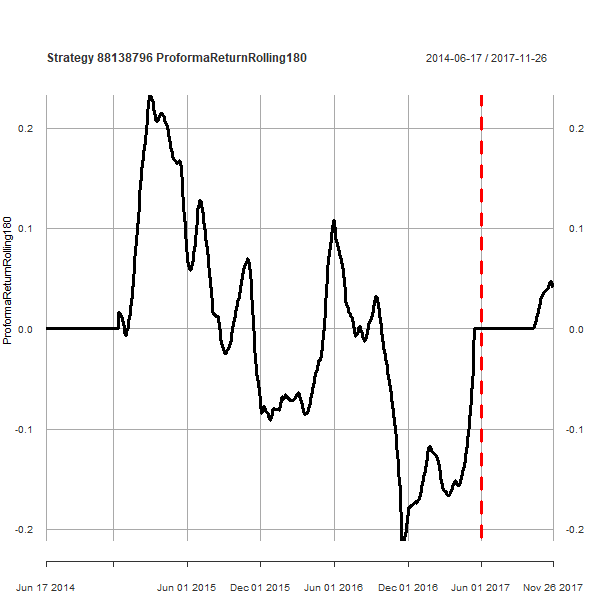 Strategy 88138796 ProformaReturnRolling180
2014-06-17 / 2017-11-26
ProformaReturnRolling180
0.2
0.2
0.1
0.1
0.0
0.0
-0.1
-0.1
-0.2
-0.2
Jun 17 2014
Jun 01 2015
Dec 01 2015
Jun 01 2016
Dec 01 2016
Jun 01 2017
Nov 26 2017